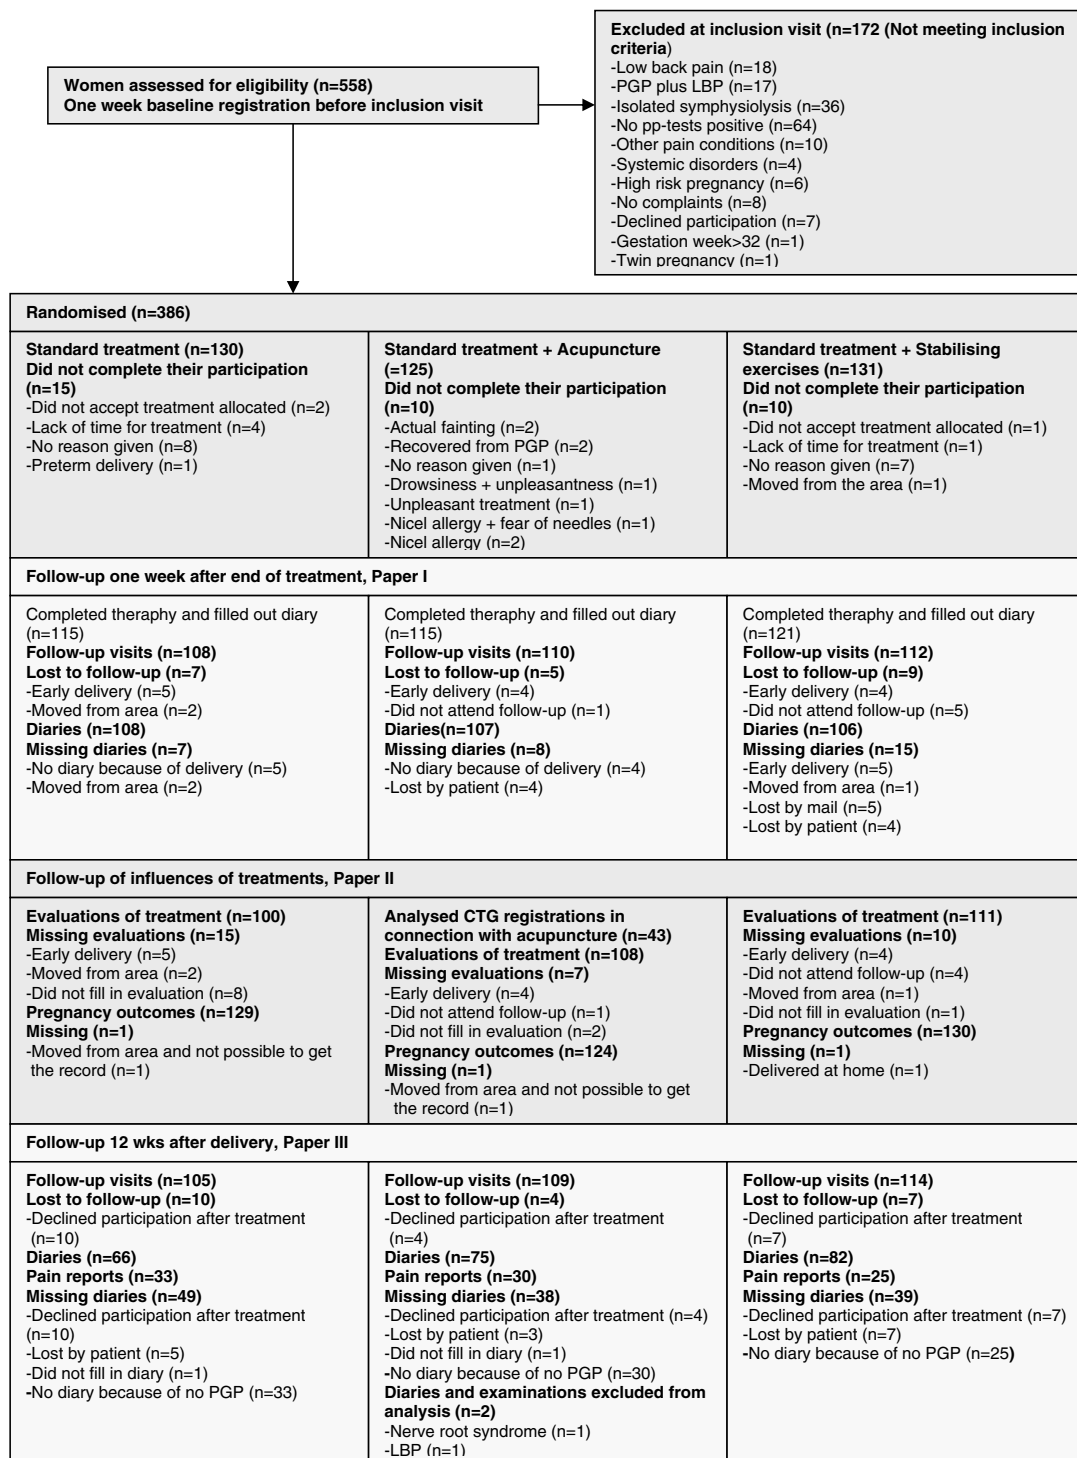 Women assessed for eligibility (n=558)
One week baseline registration before inclusion visit
Excluded at inclusion visit (n=172 (Not meeting inclusion
criteria)
-Low back pain (n=18)
-PGP plus LBP (n=17)
-Isolated symphysiolysis (n=36)
-No pp-tests positive (n=64)
-Other pain conditions (n=10)
-Systemic disorders (n=4)
-High risk pregnancy (n=6)
-No complaints (n=8)
-Declined participation (n=7)
-Gestation week>32 (n=1)
-Twin pregnancy (n=1)
Randomised (n=386)
Standard treatment (n=130)
Did not complete their participation
(n=15)
-Did not accept treatment allocated (n=2)
-Lack of time for treatment (n=4)
-No reason given (n=8)
-Preterm delivery (n=1)
Standard treatment + Acupuncture
(=125)
Did not complete their participation
(n=10)
-Actual fainting (n=2)
-Recovered from PGP (n=2)
-No reason given (n=1)
-Drowsiness + unpleasantness (n=1)
-Unpleasant treatment (n=1)
-Nicel allergy + fear of needles (n=1)
-Nicel allergy (n=2)
Standard treatment + Stabilising
exercises (n=131)
Did not complete their participation
(n=10)
-Did not accept treatment allocated (n=1)
-Lack of time for treatment (n=1)
-No reason given (n=7)
-Moved from the area (n=1)
Follow-up one week after end of treatment, Paper I
Completed theraphy and filled out diary
(n=115)
Follow-up visits (n=108)
Lost to follow-up (n=7)
-Early delivery (n=5)
-Moved from area (n=2)
Diaries (n=108)
Missing diaries (n=7)
-No diary because of delivery (n=5)
-Moved from area (n=2)
Completed theraphy and filled out diary
(n=115)
Follow-up visits (n=110)
Lost to follow-up (n=5)
-Early delivery (n=4)
-Did not attend follow-up (n=1)
Diaries(n=107)
Missing diaries (n=8)
-No diary because of delivery (n=4)
-Lost by patient (n=4)
Completed theraphy and filled out diary
(n=121)
Follow-up visits (n=112)
Lost to follow-up (n=9)
-Early delivery (n=4)
-Did not attend follow-up (n=5)
Diaries (n=106)
Missing diaries (n=15)
-Early delivery (n=5)
-Moved from area (n=1)
-Lost by mail (n=5)
-Lost by patient (n=4)
Follow-up of influences of treatments, Paper II
Evaluations of treatment (n=100)
Missing evaluations (n=15)
-Early delivery (n=5)
-Moved from area (n=2)
-Did not fill in evaluation (n=8)
Pregnancy outcomes (n=129)
Missing (n=1)
-Moved from area and not possible to get
the record (n=1)
Analysed CTG registrations in
connection with acupuncture (n=43)
Evaluations of treatment (n=108)
Missing evaluations (n=7)
-Early delivery (n=4)
-Did not attend follow-up (n=1)
-Did not fill in evaluation (n=2)
Pregnancy outcomes (n=124)
Missing (n=1)
-Moved from area and not possible to get
the record (n=1)
Evaluations of treatment (n=111)
Missing evaluations (n=10)
-Early delivery (n=4)
-Did not attend follow-up (n=4)
-Moved from area (n=1)
-Did not fill in evaluation (n=1)
Pregnancy outcomes (n=130)
Missing (n=1)
-Delivered at home (n=1)
Follow-up 12 wks after delivery, Paper III
Follow-up visits (n=105)
Lost to follow-up (n=10)
-Declined participation after treatment
(n=10)
Diaries (n=66)
Pain reports (n=33)
Missing diaries (n=49)
-Declined participation after treatment
(n=10)
-Lost by patient (n=5)
-Did not fill in diary (n=1)
-No diary because of no PGP (n=33)
Follow-up visits (n=109)
Lost to follow-up (n=4)
-Declined participation after treatment
(n=4)
Diaries (n=75)
Pain reports (n=30)
Missing diaries (n=38)
-Declined participation after treatment (n=4)
-Lost by patient (n=3)
-Did not fill in diary (n=1)
-No diary because of no PGP (n=30)
Diaries and examinations excluded from
analysis (n=2)
-Nerve root syndrome (n=1)
-LBP (n=1)
Follow-up visits (n=114)
Lost to follow-up (n=7)
-Declined participation after treatment
(n=7)
Diaries (n=82)
Pain reports (n=25)
Missing diaries (n=39)
-Declined participation after treatment (n=7)
-Lost by patient (n=7)
-No diary because of no PGP (n=25)